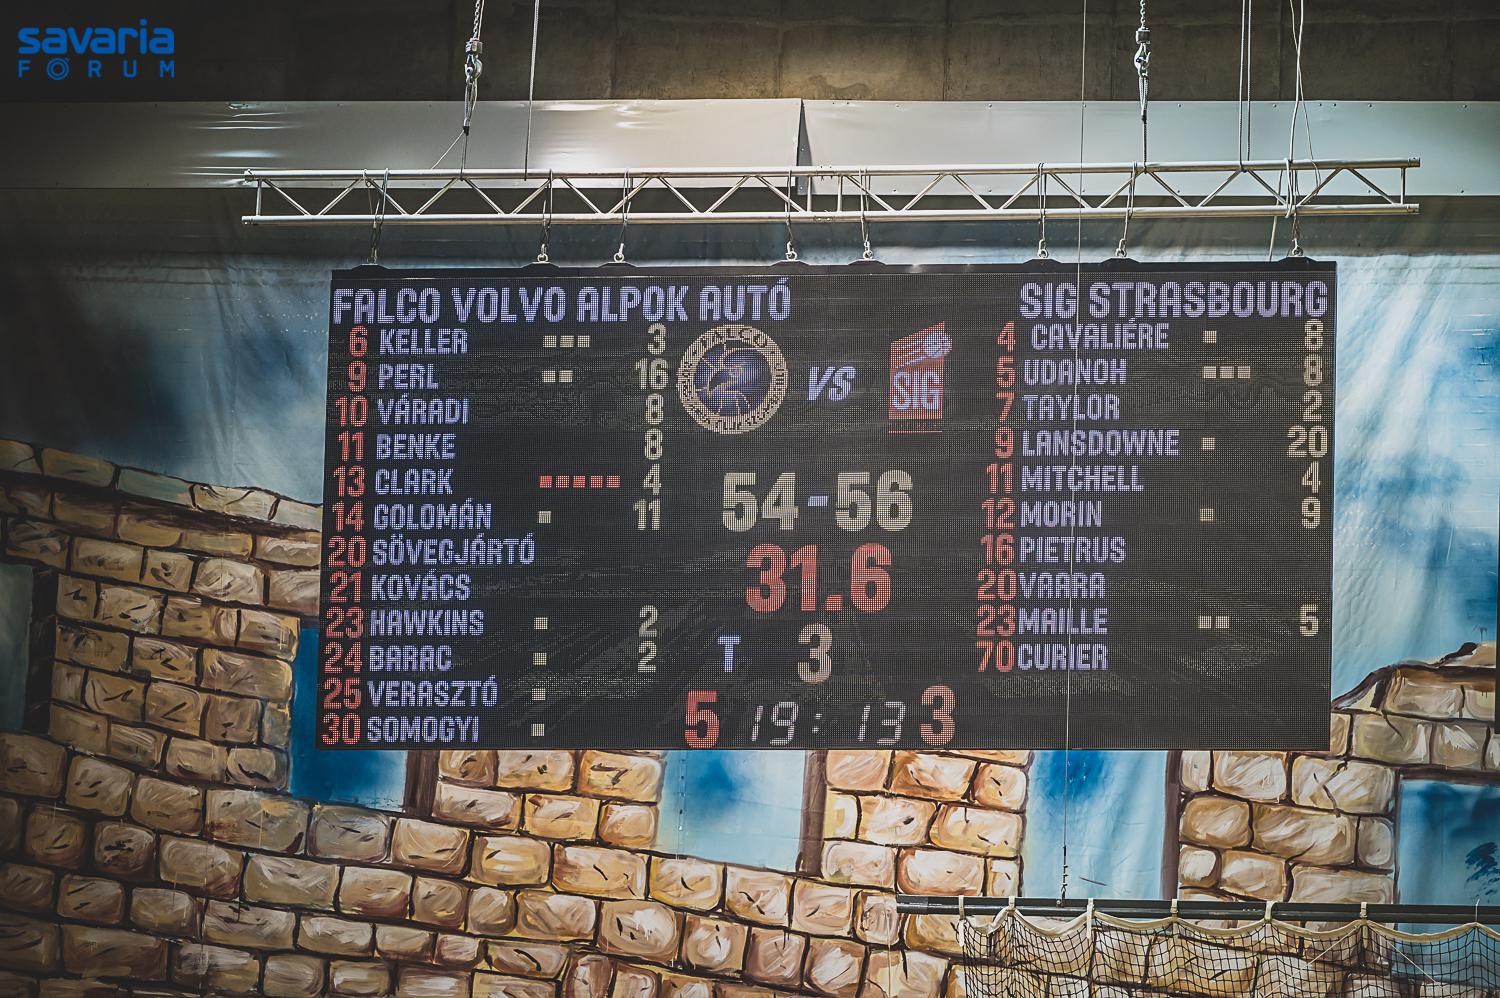 savaria
FÓRUM
FALCO VOLVO ALPOK AUTÓ
SIG STRASBOURG
6 KELLER 3
9 PERL 16
10 VÁRADI 8
11 BENKE 8
13 CLARK 4
14 GOLOMÁN 11
20 SÖVEGJÁRTÓ
21 KOVÁCS
23 HAWKINS 2
24 BARAC 2
25 VERASZTÓ
30 SOMOGYI
FALCO
VS
SIG
54-56
31.6
T 3
5 19:13 3
4 CAVALIÉRE 8
5 UDANOH 8
7 TAYLOR 2
9 LANSDOWNE 20
11 MITCHELL 4
12 MORIN 9
16 PIETRUS
20 VAARA
23 MAILLE 5
70 CURIER